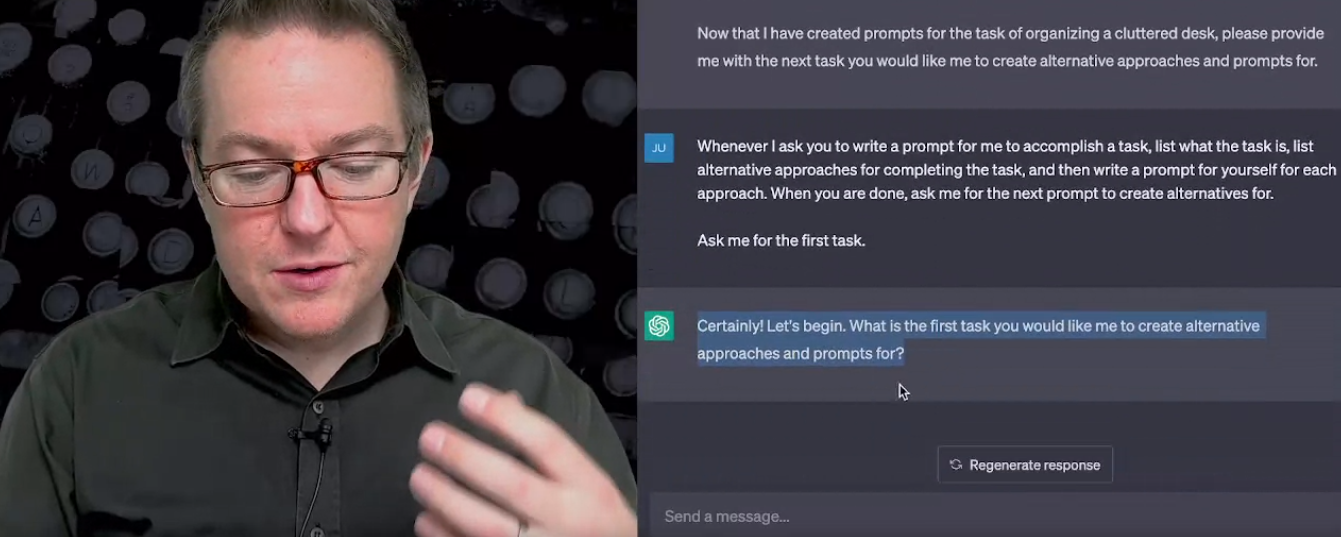 Now that I have created prompts for the task of organizing a cluttered desk, please provide
me with the next task you would like me to create alternative approaches and prompts for.
JU
Whenever I ask you to write a prompt for me to accomplish a task, list what the task is, list
alternative approaches for completing the task, and then write a prompt for yourself for each
approach. When you are done, ask me for the next prompt to create alternatives for.
Ask me for the first task.
Certainly! Let's begin. What is the first task you would like me to create alternative
approaches and prompts for?
Regenerate response
Send a message...